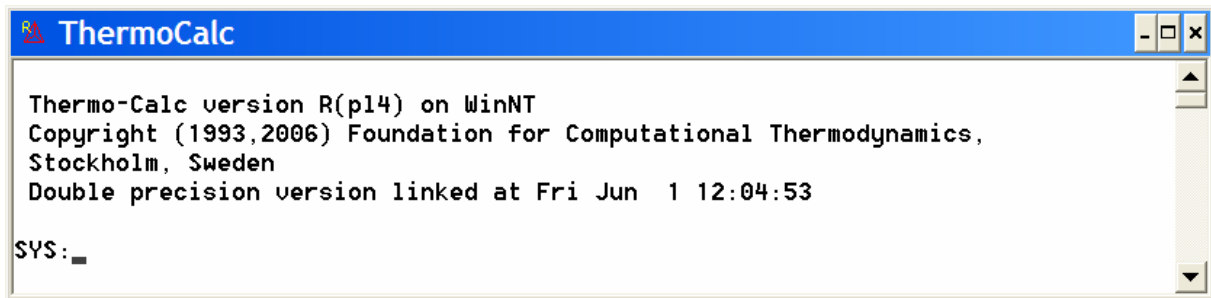 ThermoCalc
Thermo-Calc version R(pl4) on WinNT
Copyright (1993,2006) Foundation for Computational Thermodynamics,
Stockholm, Sweden
Double precision version linked at Fri Jun  1 12:04:53
SYS:_